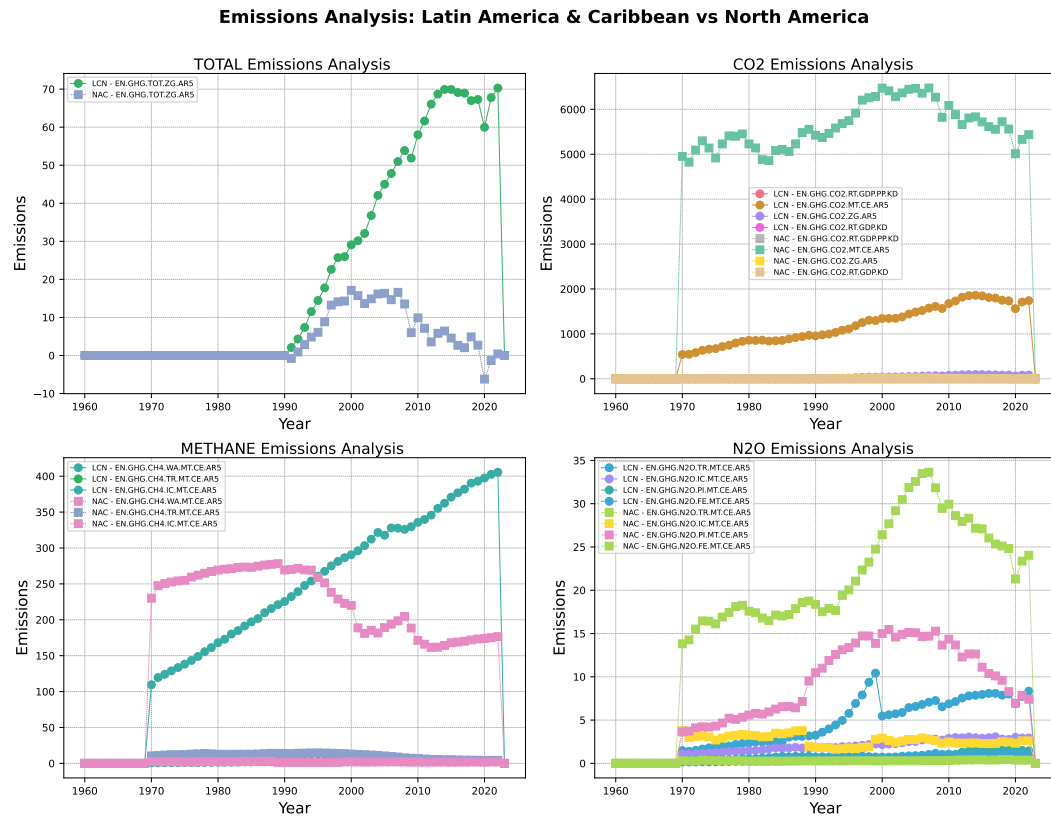 Emissions Analysis: Latin America & Caribbean vs North America
TOTAL Emissions Analysis
LCN - EN.GHG.TOT.ZG.AR5
NAC - EN.GHG.TOT.ZG.AR5
Emissions
70
60
50
40
30
20
10
0
−10
1960
1970
1980
1990
2000
2010
2020
Year
CO2 Emissions Analysis
LCN - EN.GHG.CO2.RT.GDP.PP.KD
LCN - EN.GHG.CO2.MT.CE.AR5
LCN - EN.GHG.CO2.ZG.AR5
LCN - EN.GHG.CO2.RT.GDP.KD
NAC - EN.GHG.CO2.RT.GDP.PP.KD
NAC - EN.GHG.CO2.MT.CE.AR5
NAC - EN.GHG.CO2.ZG.AR5
NAC - EN.GHG.CO2.RT.GDP.KD
Emissions
6000
5000
4000
3000
2000
1000
0
1960
1970
1980
1990
2000
2010
2020
Year
METHANE Emissions Analysis
LCN - EN.GHG.CH4.WA.MT.CE.AR5
LCN - EN.GHG.CH4.TR.MT.CE.AR5
LCN - EN.GHG.CH4.IC.MT.CE.AR5
NAC - EN.GHG.CH4.WA.MT.CE.AR5
NAC - EN.GHG.CH4.TR.MT.CE.AR5
NAC - EN.GHG.CH4.IC.MT.CE.AR5
Emissions
400
350
300
250
200
150
100
50
0
1960
1970
1980
1990
2000
2010
2020
Year
N2O Emissions Analysis
LCN - EN.GHG.N2O.TR.MT.CE.AR5
LCN - EN.GHG.N2O.IC.MT.CE.AR5
LCN - EN.GHG.N2O.PI.MT.CE.AR5
LCN - EN.GHG.N2O.FE.MT.CE.AR5
NAC - EN.GHG.N2O.TR.MT.CE.AR5
NAC - EN.GHG.N2O.IC.MT.CE.AR5
NAC - EN.GHG.N2O.PI.MT.CE.AR5
NAC - EN.GHG.N2O.FE.MT.CE.AR5
Emissions
35
30
25
20
15
10
5
0
1960
1970
1980
1990
2000
2010
2020
Year